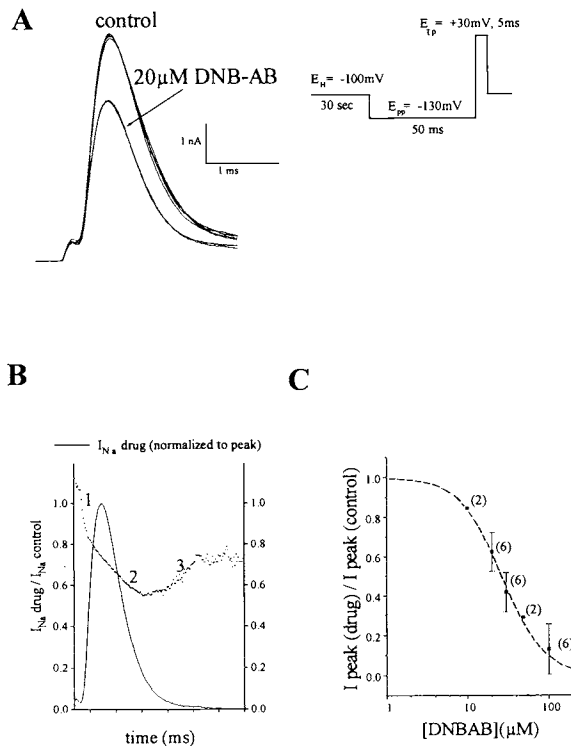 A
control
20μM DNB-AB
1 nA
1 ms
E_tp= +30mV, 5ms
E_H = -100mV
30 sec
E_pp= -130mV
50 ms
B
I_Na drug (normalized to peak)
I_Na drug / I_Na control
1.0
0.8
0.6
0.4
0.2
0.0
1
2
3
1.0
0.8
0.6
0.4
0.2
0.0
time (ms)
C
I peak (drug) / I peak (control)
1.0
0.8
0.6
0.4
0.2
0.0
(2)
(6)
(6)
(2)
(6)
1
10
100
[DNBAB](μM)